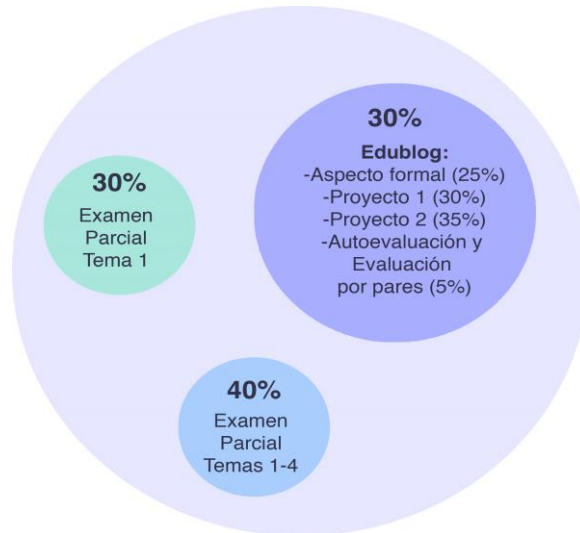 30%
Examen
Parcial
Tema 1
30%
Edublog:
-Aspecto formal (25%)
-Proyecto 1 (30%)
-Proyecto 2 (35%)
-Autoevaluación y
Evaluación
por pares (5%)
40%
Examen
Parcial
Temas 1-4